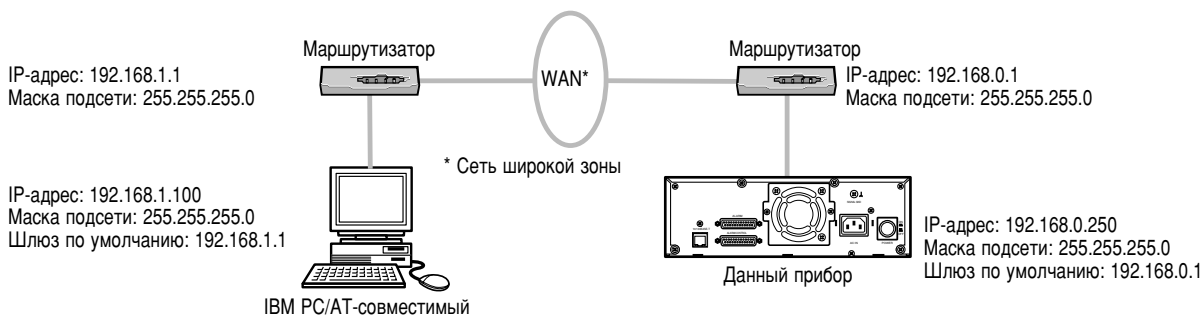 Маршрутизатор
IP-адрес: 192.168.1.1
Маска подсети: 255.255.255.0
WAN*
Маршрутизатор
IP-адрес: 192.168.0.1
Маска подсети: 255.255.255.0
* Сеть широкой зоны
IP-адрес: 192.168.1.100
Маска подсети: 255.255.255.0
Шлюз по умолчанию: 192.168.1.1
IBM PC/AT-совместимый
IP-адрес: 192.168.0.250
Маска подсети: 255.255.255.0
Шлюз по умолчанию: 192.168.0.1
Данный прибор